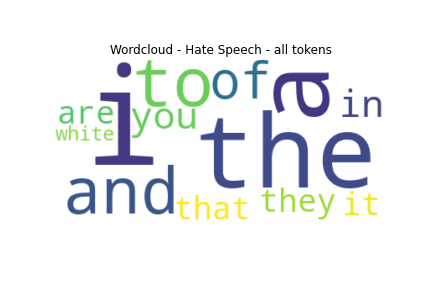 Wordcloud - Hate Speech - all tokens
i
to
of
a
in
are
you
white
the
and
that
they
it